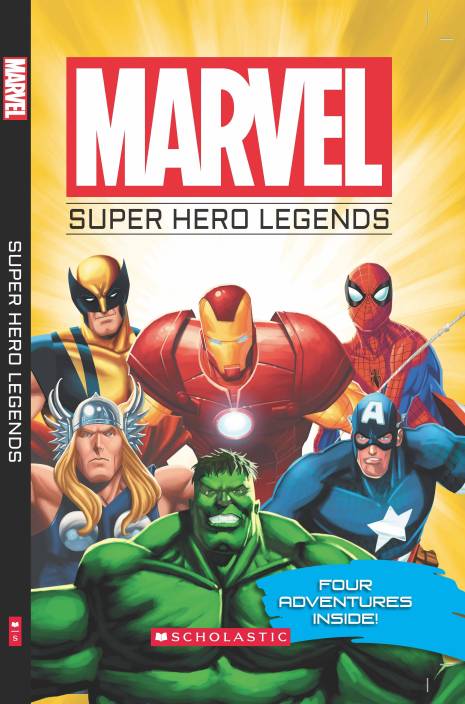 MARVEL
SUPER HERO LEGENDS
MARVEL
SUPER HERO LEGENDS
S
A
FOUR
ADVENTURES
INSIDE!
SCHOLASTIC